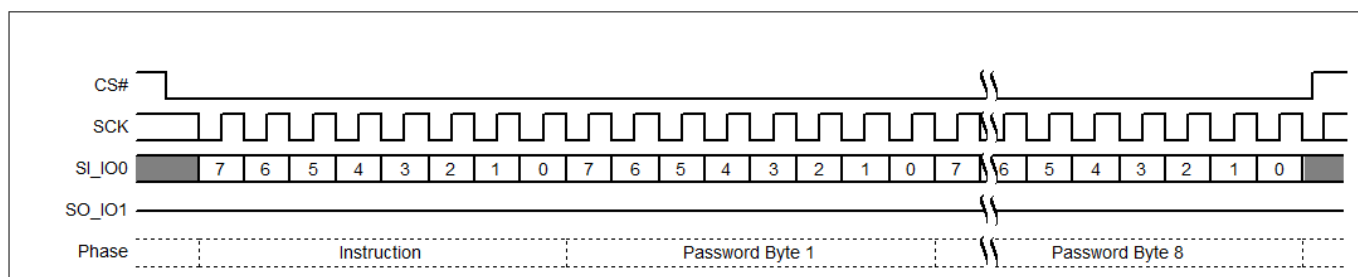 CS#
SCK
SI_IO0 7 6 5 4 3 2 1 0 7 6 5 4 3 2 1 0 7 6 5 4 3 2 1 0
SO_IO1
Phase Instruction Password Byte 1 Password Byte 8